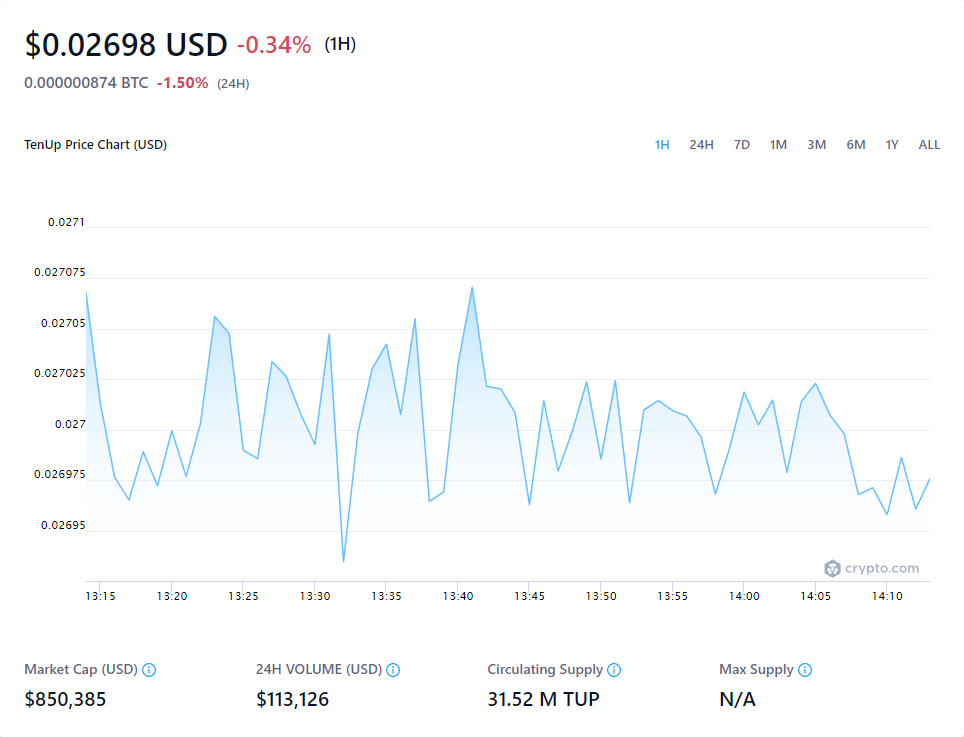 $0.02698 USD -0.34% (1H)
0.000000874 BTC -1.50% (24H)
TenUp Price Chart (USD) 1H 24H 7D 1M 3M 6M 1Y ALL
0.0271
0.027075
0.02705
0.027025
0.027
0.026975
0.02695
crypto.com
13:15 13:20 13:25 13:30 13:35 13:40 13:45 13:50 13:55 14:00 14:05 14:10
Market Cap (USD) 24H VOLUME (USD) Circulating Supply Max Supply
$850,385 $113,126 31.52 M TUP N/A